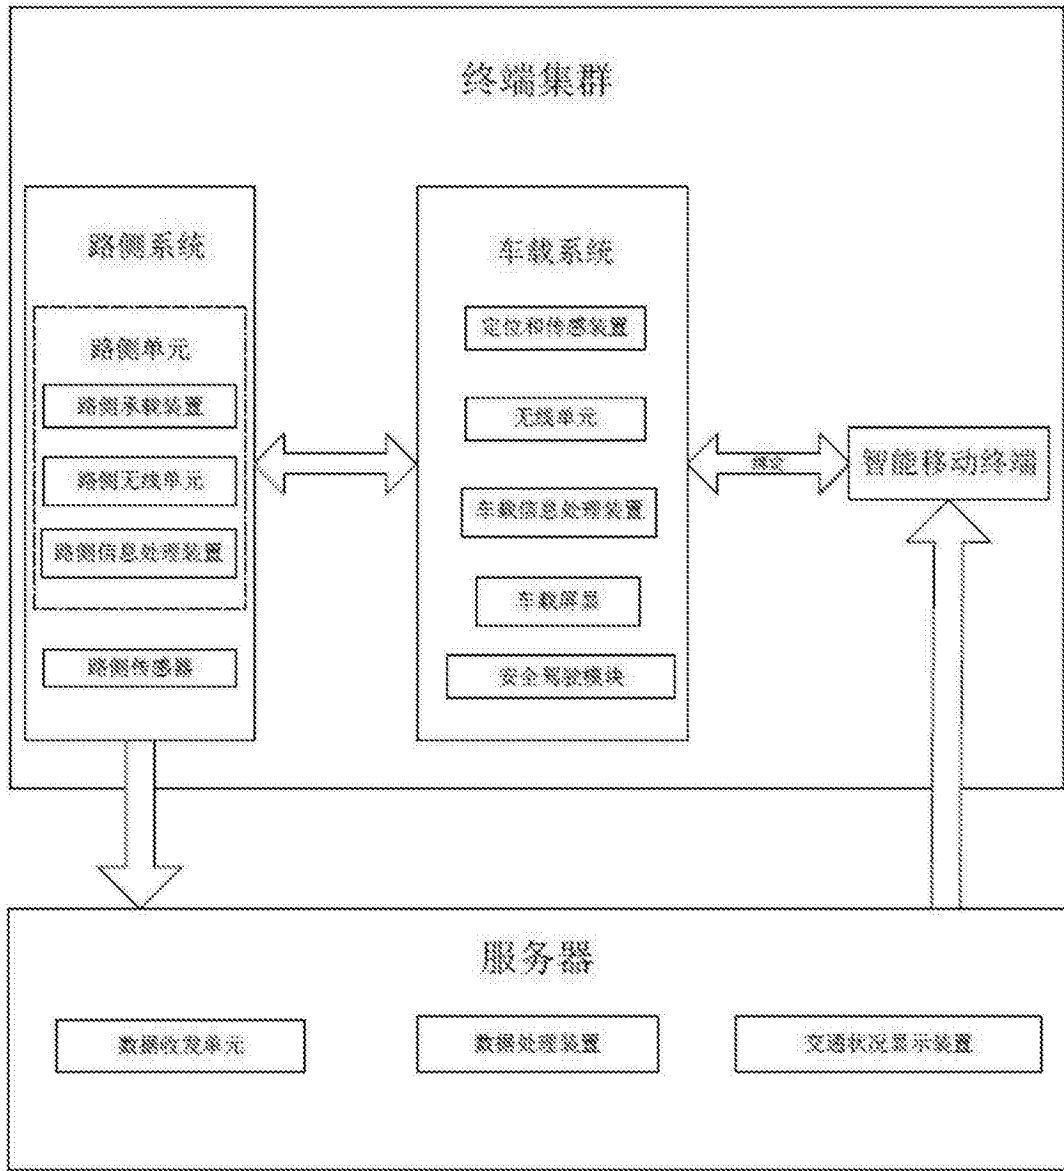 终端集群
路侧系统
路侧单元
路侧承载装置
路侧无线单元
路侧信息处理装置
路侧传感器
车载系统
定位和传感装置
无线单元
车载信息处理装置
车载屏显
安全驾驶模块
绑定
智能移动终端
服务器
数据收发单元
数据处理装置
交通状况显示装置